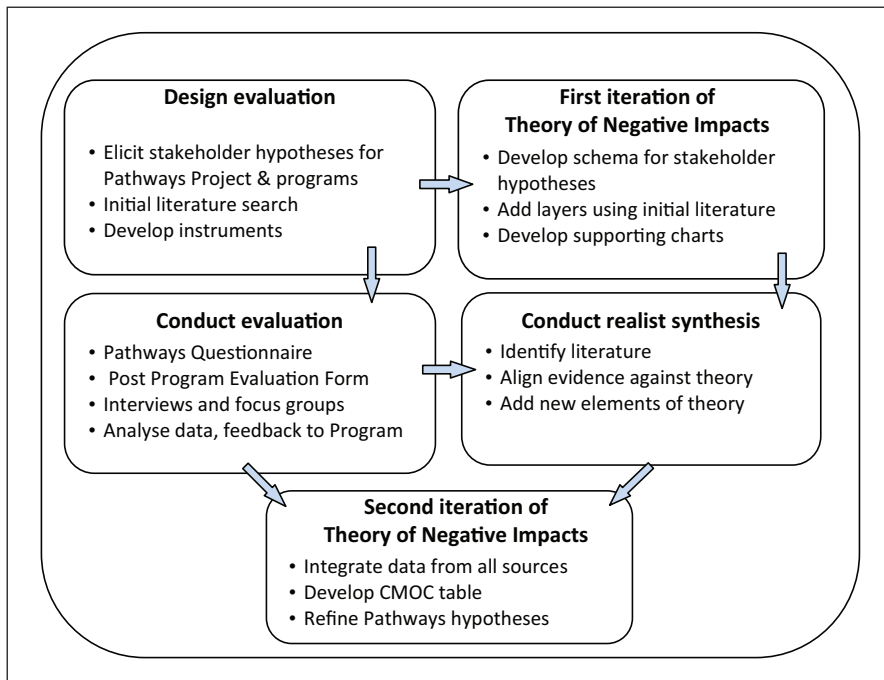 Design evaluation
• Elicit stakeholder hypotheses for
Pathways Project & programs
• Initial literature search
• Develop instruments
First iteration of
Theory of Negative Impacts
• Develop schema for stakeholder
hypotheses
• Add layers using initial literature
• Develop supporting charts
Conduct evaluation
• Pathways Questionnaire
• Post Program Evaluation Form
• Interviews and focus groups
• Analyse data, feedback to Program
Conduct realist synthesis
• Identify literature
• Align evidence against theory
• Add new elements of theory
Second iteration of
Theory of Negative Impacts
• Integrate data from all sources
• Develop CMOC table
• Refine Pathways hypotheses